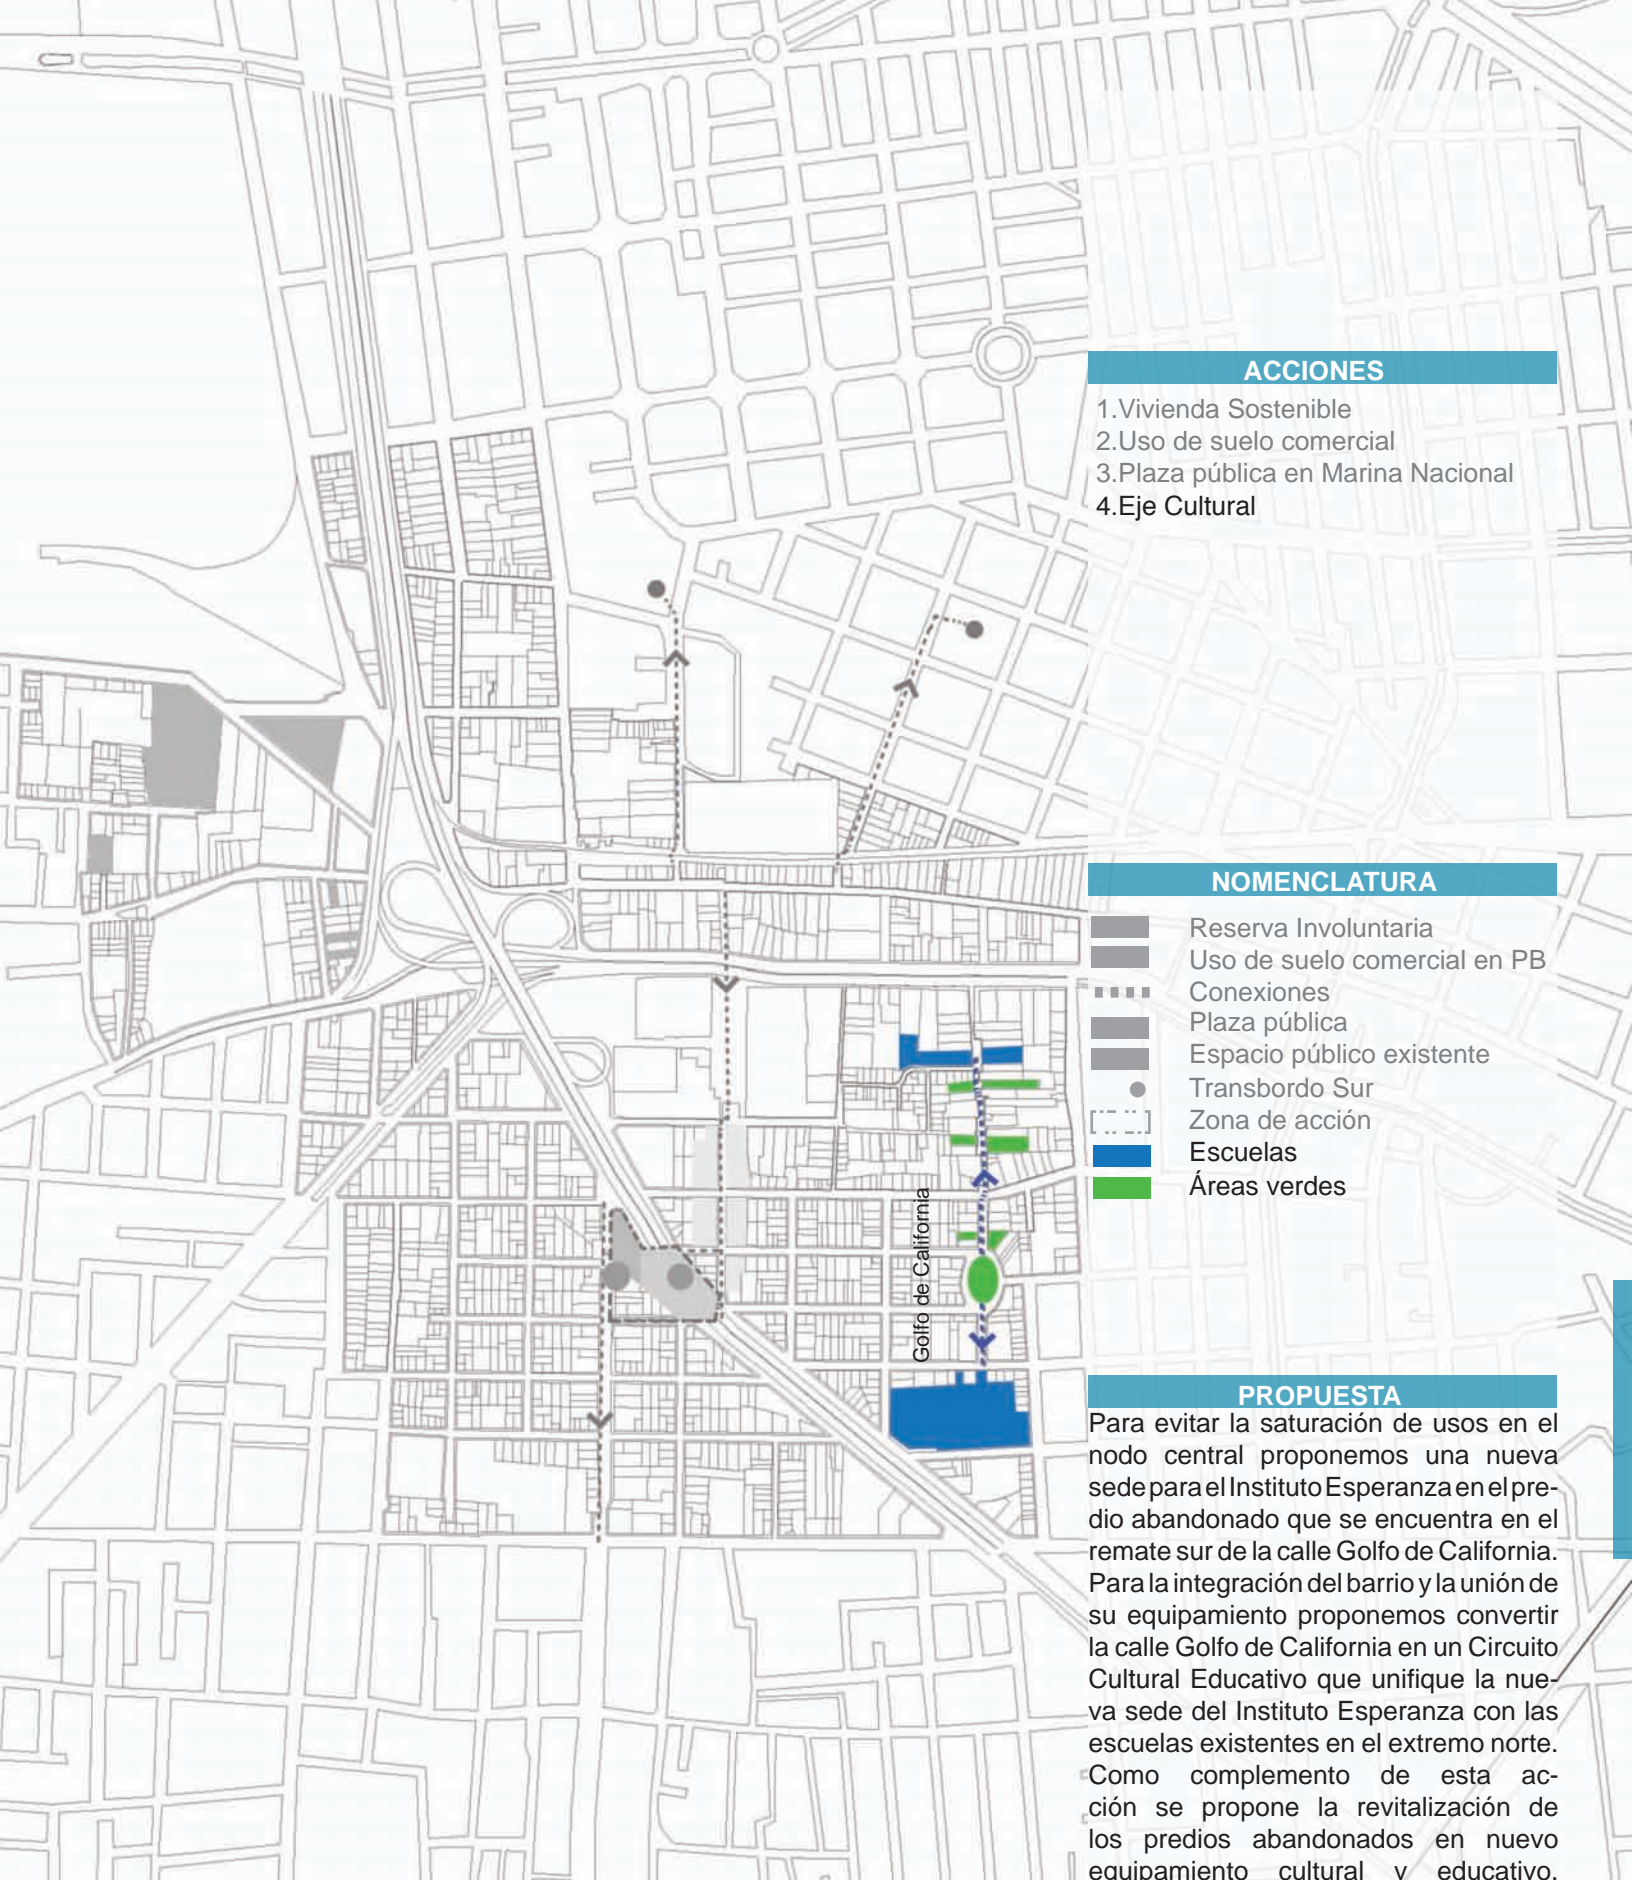 ACCIONES
1.Vivienda Sostenible
2.Uso de suelo comercial
3.Plaza pública en Marina Nacional
4.Eje Cultural
NOMENCLATURA
Reserva Involuntaria
Uso de suelo comercial en PB
Conexiones
Plaza pública
Espacio público existente
Transbordo Sur
Zona de acción
Escuelas
Áreas verdes
Golfo de California
PROPUESTA
Para evitar la saturación de usos en el
nodo central proponemos una nueva
sede para el Instituto Esperanza en el pre-
dio abandonado que se encuentra en el
remate sur de la calle Golfo de California.
Para la integración del barrio y la unión de
su equipamiento proponemos convertir
la calle Golfo de California en un Circuito
Cultural Educativo que unifique la nue-
va sede del Instituto Esperanza con las
escuelas existentes en el extremo norte.
Como complemento de esta ac-
ción se propone la revitalización de
los predios abandonados en nuevo
equipamiento cultural y educativo.